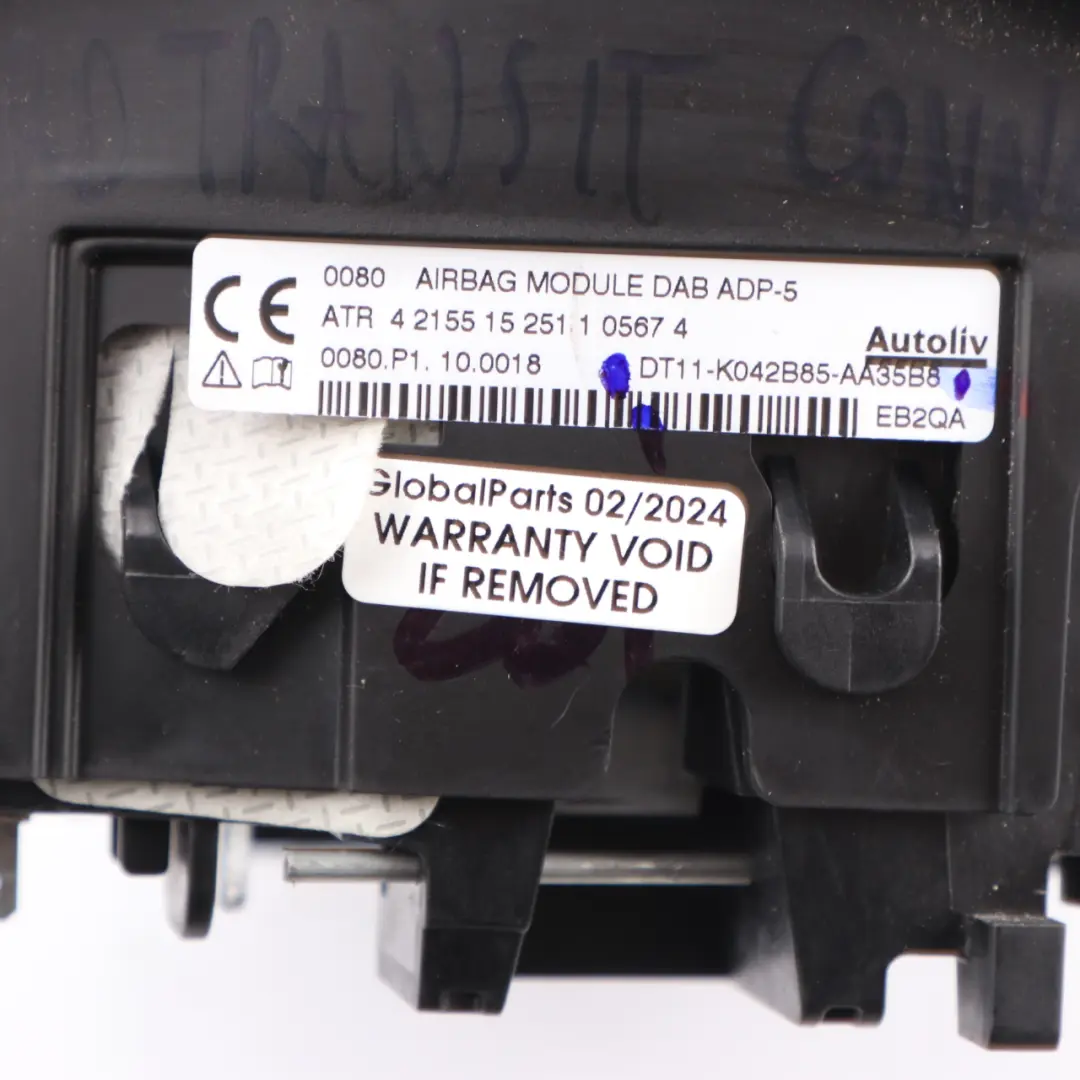 TRANSIT
0080 AIRBAG MODULE DAB ADP-5
ATR 4 2155 15 251 1 0567 4
Autoliv
0080.P1. 10.0018 DT11-K042B85-AA35B8
EB2QA
GlobalParts 02/2024
WARRANTY VOID
IF REMOVED